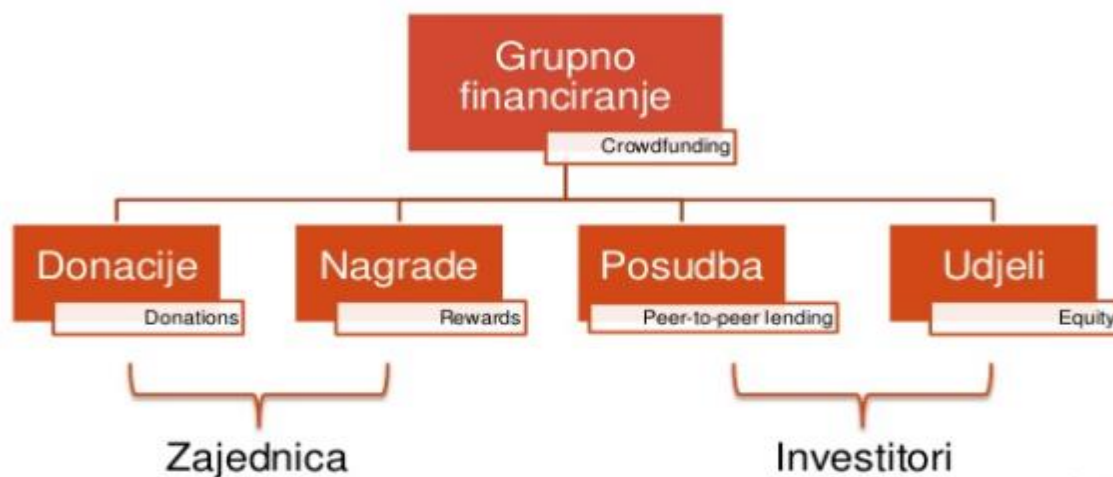 Grupno
financiranje
Crowdfunding
Donacije
Donations
Nagrade
Rewards
Posudba
Peer-to-peer lending
Udjeli
Equity
Zajednica
Investitori